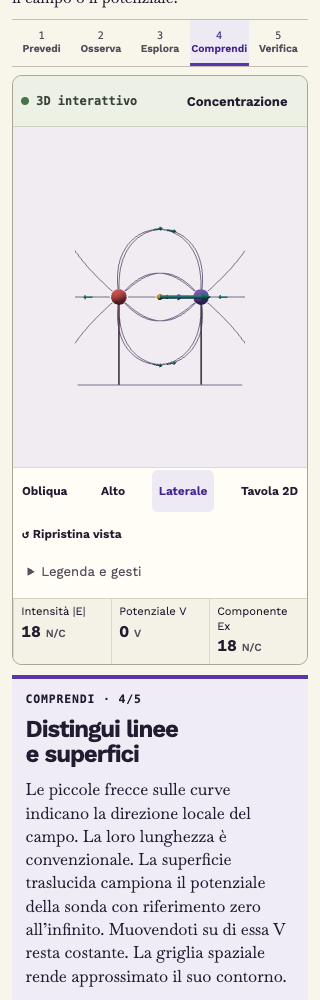 1 Prevedi
2 Osserva
3 Esplora
4 Comprendi
5 Verifica
3D interattivo
Concentrazione
Obliqua
Alto
Laterale
Tavola 2D
↺ Ripristina vista
▶ Legenda e gesti
Intensità |E|
18 N/C
Potenziale V
0 V
Componente
Ex
18 N/C
COMPRENDI · 4/5
Distingui linee
e superfici
Le piccole frecce sulle curve
indicano la direzione locale del
campo. La loro lunghezza è
convenzionale. La superficie
traslucida campiona il potenziale
della sonda con riferimento zero
all’infinito. Muovendoti su di essa V
resta costante. La griglia spaziale
rende approssimato il suo contorno.